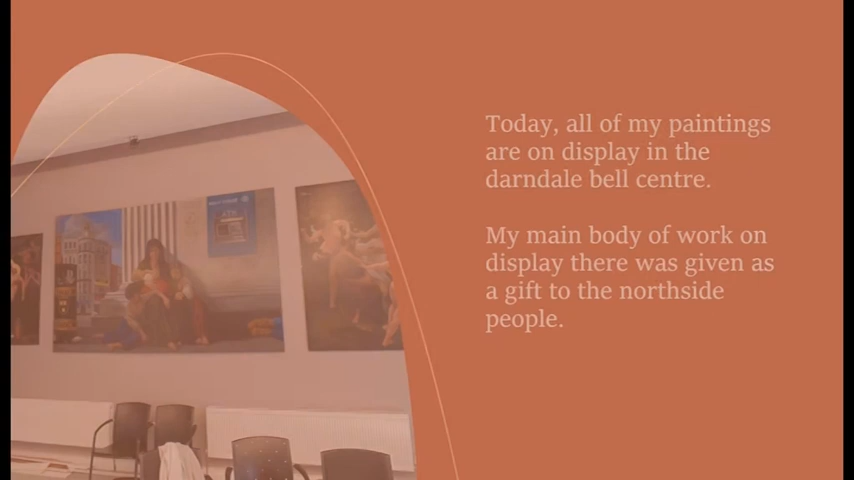 Today, all of my paintings
are on display in the
darndale bell centre.
My main body of work on
display there was given as
a gift to the northside
people.